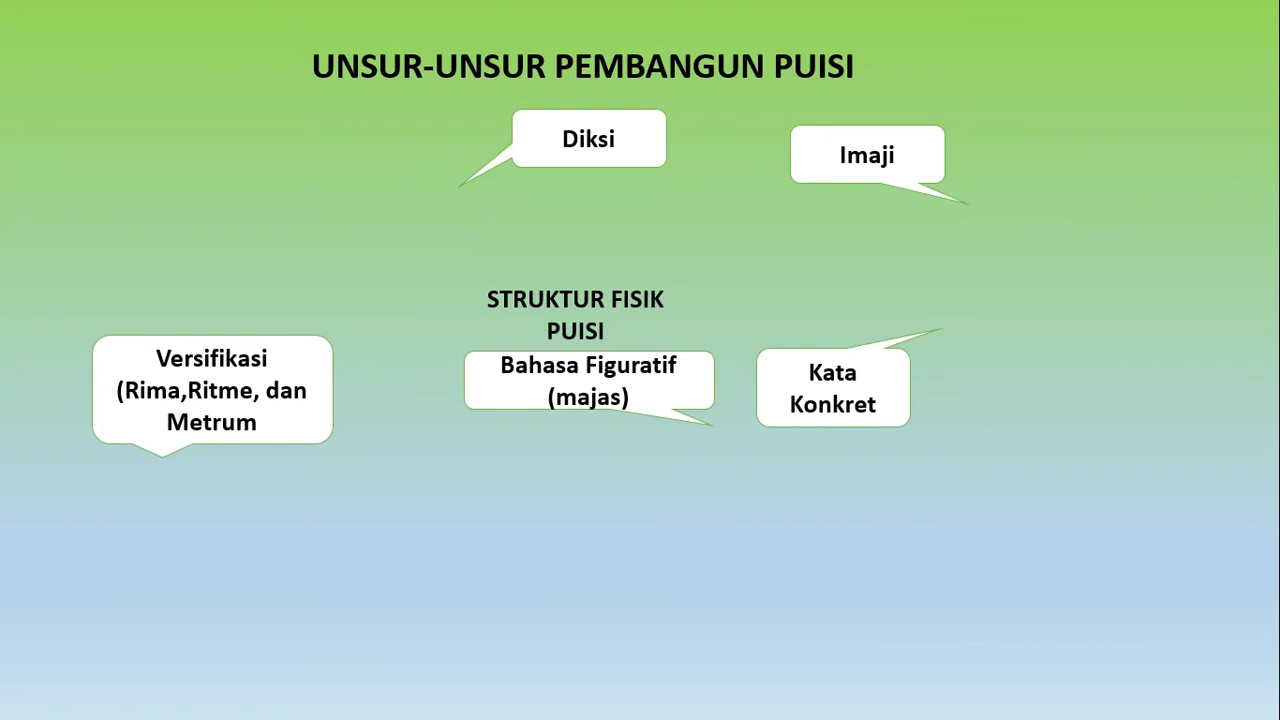 UNSUR-UNSUR PEMBANGUN PUISI
Diksi
Imaji
STRUKTUR FISIK
PUISI
Versifikasi
(Rima,Ritme, dan
Metrum
Bahasa Figuratif
(majas)
Kata
Konkret